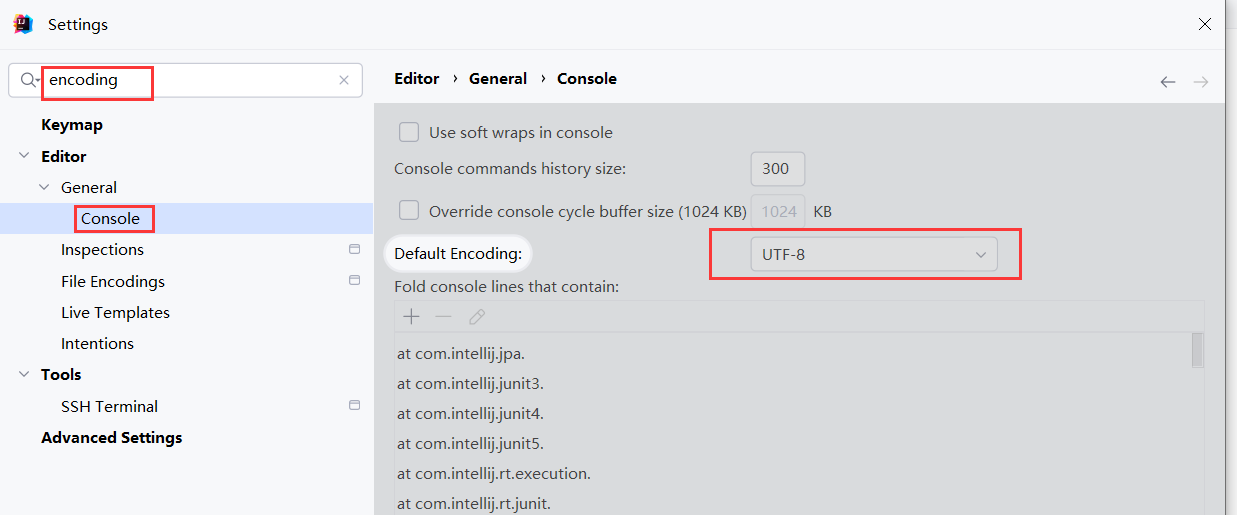 Settings
encoding
Keymap
Editor
General
Console
Inspections
File Encodings
Live Templates
Intentions
Tools
SSH Terminal
Advanced Settings
Editor › General › Console
Use soft wraps in console
Console commands history size: 300
Override console cycle buffer size (1024 KB) 1024 KB
Default Encoding: UTF-8
Fold console lines that contain:
at com.intellij.jpa.
at com.intellij.junit3.
at com.intellij.junit4.
at com.intellij.junit5.
at com.intellij.rt.execution.
at com.intellij.rt.junit.